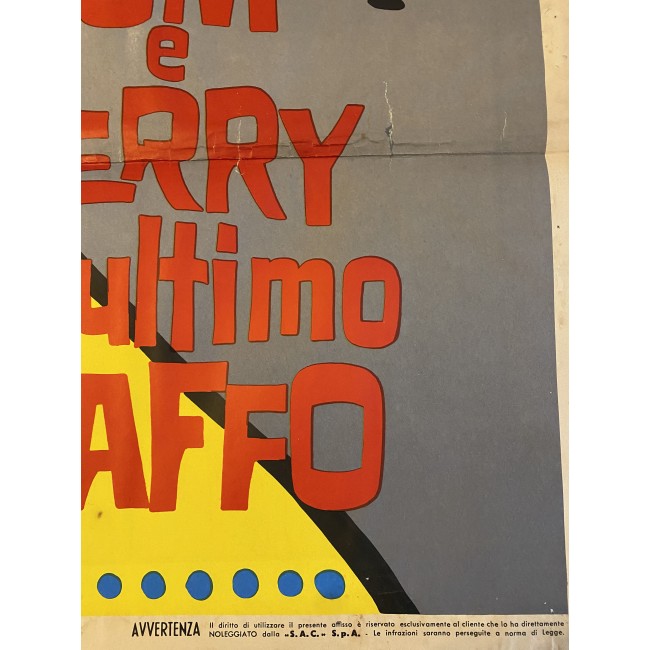 OM
e
ERRY
ultimo
AFFO
AVVERTENZA Il diritto di utilizzare il presente affisso è riservato esclusivamente al cliente che lo ha direttamente
NOLEGGIATO dalla «S.A.C.» S.p.A. - Le infrazioni saranno perseguite a norma di Legge.